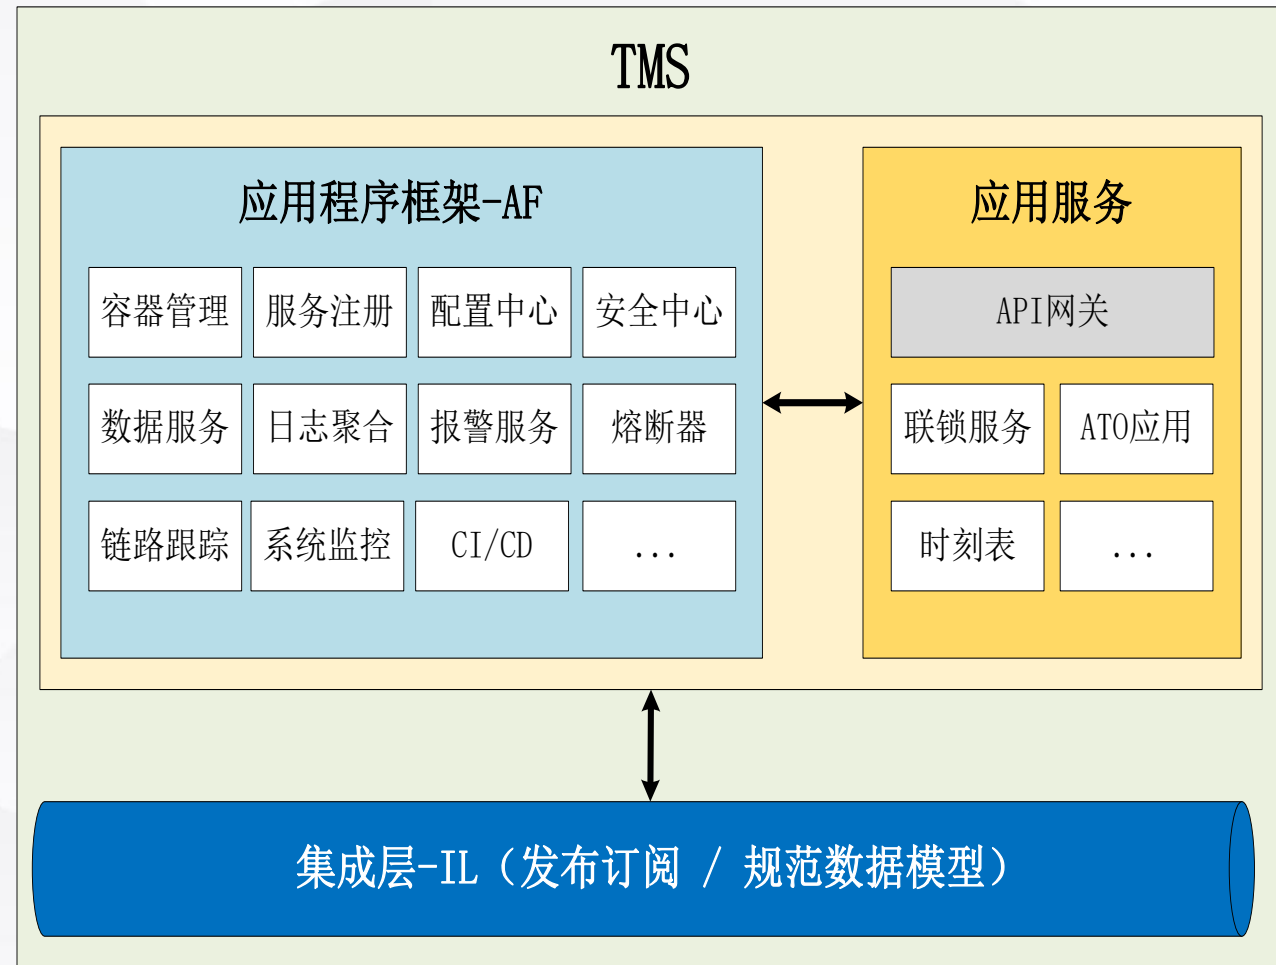 TMS
应用程序框架-AF
容器管理
服务注册
配置中心
安全中心
数据服务
日志聚合
报警服务
熔断器
链路跟踪
系统监控
CI/CD
...
应用服务
API网关
联锁服务
ATO应用
时刻表
...
集成层-IL（发布订阅 / 规范数据模型）